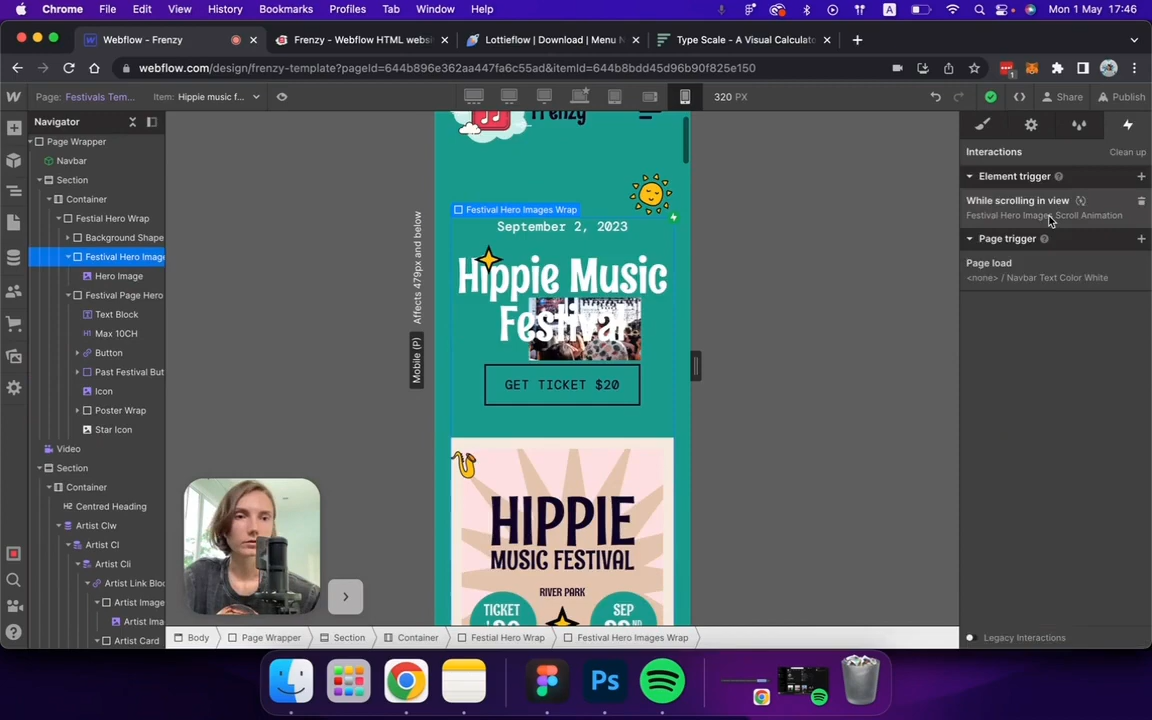 Chrome File Edit View History Bookmarks Profiles Tab Window Help A Mon 1 May 17:46
Webflow - Frenzy Frenzy - Webflow HTML websi Lottieflow | Download | Menu N Type Scale - A Visual Calculato
webflow.com/design/frenzy-template?pageId=644b896e362aa447fa6c55ad&itemId=644b8bdd45d96b90f825e150 1
Page: Festivals Tem... Item: Hippie music f... 320 PX Share Publish
Navigator
Page Wrapper
Navbar
Section
Container
Festial Hero Wrap
Background Shape
Festival Hero Image
Hero Image
Festival Page Hero
Text Block
Max 10CH
Button
Past Festival But
Icon
Poster Wrap
Star Icon
Video
Section
Container
Centred Heading
Artist Clw
Artist Cl
Artist Cli
Artist Link Bloc
Artist Image
Artist Ima
Artist Card
Affects 479px and below
Mobile (P)
Frenzy
Festival Hero Images Wrap
September 2, 2023
Hippie Music
Festival
GET TICKET $20
HIPPIE
MUSIC FESTIVAL
RIVER PARK
TICKET
SEP
Interactions Clean up
Element trigger
While scrolling in view
Festival Hero Images Scroll Animation
Page trigger
Page load
<none> / Navbar Text Color White
Legacy Interactions
Body Page Wrapper Section Container Festial Hero Wrap Festival Hero Images Wrap
Ps